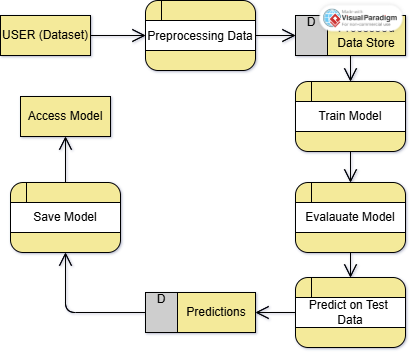 USER (Dataset)
Preprocessing Data
D
Made with
Visual Paradigm
For non-commercial use
Processed
Data Store
Train Model
Access Model
Save Model
Evalauate Model
D
Predictions
Predict on Test
Data